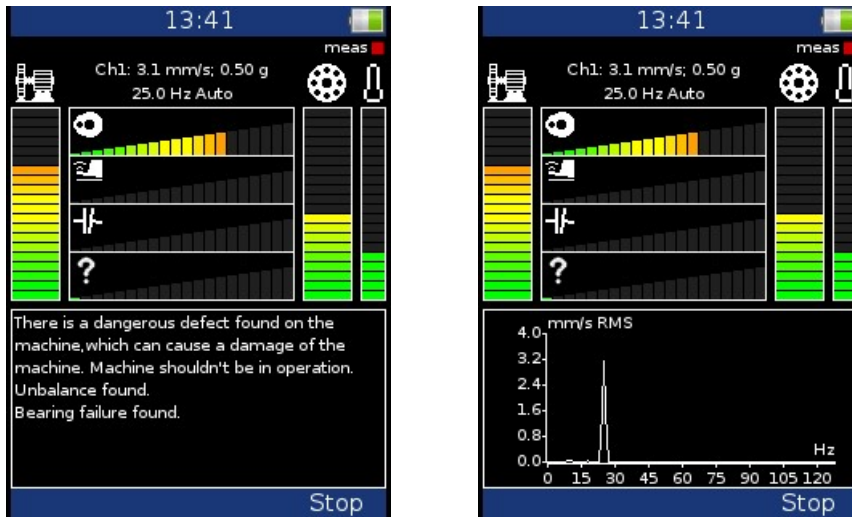 13:41
meas
Ch1: 3.1 mm/s; 0.50 g
25.0 Hz Auto
?
There is a dangerous defect found on the
machine,which can cause a damage of the
machine. Machine shouldn't be in operation.
Unbalance found.
Bearing failure found.
Stop
13:41
meas
Ch1: 3.1 mm/s; 0.50 g
25.0 Hz Auto
?
mm/s RMS
4.0
3.2
2.4
1.6
0.8
0.0
Hz
0 15 30 45 60 75 90 105 120
Stop